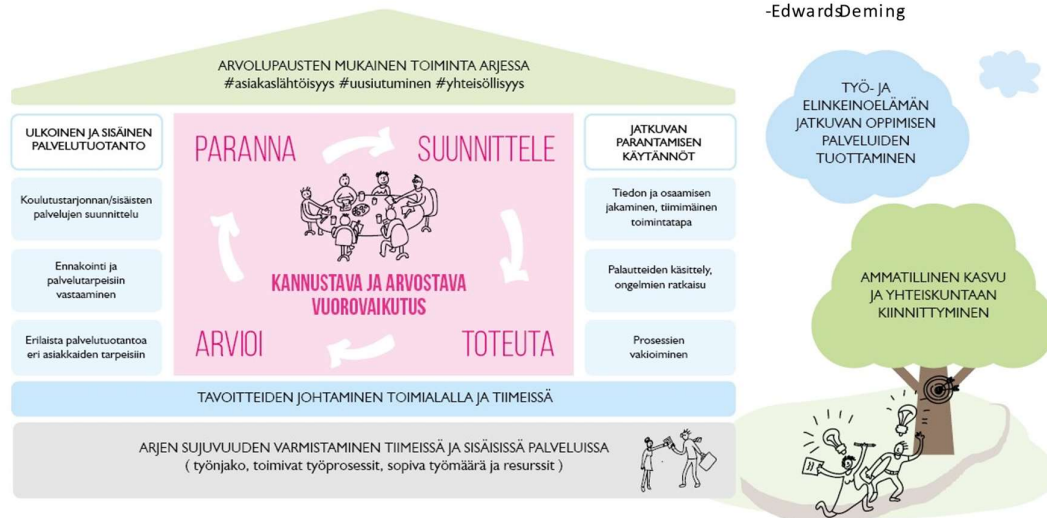 -EdwardsDeming
ARVOLUPAUSTEN MUKAINEN TOIMINTA ARJESSA
#asiakaslähtöisyys #uusiutuminen #yhteisöllisyys
ULKOINEN JA SISÄINEN
PALVELUTUOTANTO
Koulutustarjonnan/sisäisten
palvelujen suunnittelu
Ennakointi ja
palvelutarpeisiin
vastaaminen
Erilaista palvelutuotantoa
eri asiakkaiden tarpeisiin
PARANNA
SUUNNITTELE
KANNUSTAVA JA ARVOSTAVA
VUOROVAIKUTUS
ARVIOI
TOTEUTA
JATKUVAN
PARANTAMISEN
KÄYTÄNNÖT
Tiedon ja osaamisen
jakaminen, tiimimäinen
toimintatapa
Palautteiden käsittely,
ongelmien ratkaisu
Prosessien
vakioiminen
TAVOITTEIDEN JOHTAMINEN TOIMIALALLA JA TIIMEISSÄ
ARJEN SUJUVUUDEN VARMISTAMINEN TIIMEISSÄ JA SISÄISISSÄ PALVELUISSA
( työnjako, toimivat työprosessit, sopiva työmäärä ja resurssit )
TYÖ- JA
ELINKEINOELÄMÄN
JATKUVAN OPPIMISEN
PALVELUIDEN
TUOTTAMINEN
AMMATILLINEN KASVU
JA YHTEISKUNTAAN
KIINNITTYMINEN